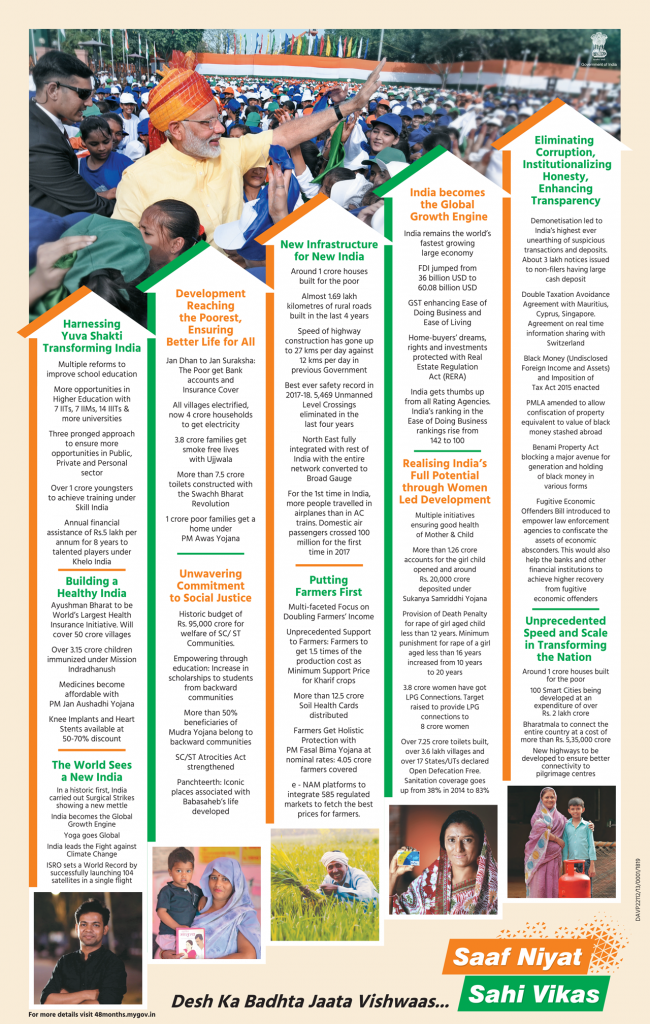 Government of India
Harnessing
Yuva Shakti
Transforming India
Multiple reforms to
improve school education
More opportunities in
Higher Education with
7 IITs, 7 IIMs, 14 IIITs &
more universities
Three pronged approach
to ensure more
opportunities in Public,
Private and Personal
sector
Over 1 crore youngsters
to achieve training under
Skill India
Annual financial
assistance of Rs.5 lakh per
annum for 8 years to
talented players under
Khelo India
Building a
Healthy India
Ayushman Bharat to be
World's Largest Health
Insurance Initiative. Will
cover 50 crore villagers
Over 3.15 crore children
immunized under Mission
Indradhanush
Medicines become
affordable with
PM Jan Aushadhi Yojana
Knee Implants and Heart
Stents available at
50-70% discount
The World Sees
a New India
In a historic first, India
carried out Surgical Strikes
showing a new mettle
India becomes the Global
Growth Engine
Yoga goes Global
India leads the Fight against
Climate Change
ISRO sets a World Record by
successfully launching 104
satellites in a single flight
Development
Reaching
the Poorest,
Ensuring
Better Life for All
Jan Dhan to Jan Suraksha:
The Poor get Bank
accounts and
Insurance Cover
All villages electrified,
now 4 crore households
to get electricity
3.8 crore families get
smoke free lives
with Ujjwala
More than 7.5 crore
toilets constructed with
the Swachh Bharat
Revolution
1 crore poor families get a
home under
PM Awas Yojana
Unwavering
Commitment
to Social Justice
Historic budget of
Rs. 95,000 crore for
welfare of SC/ ST
Communities.
Empowering through
education: Increase in
scholarships to students
from backward
communities
More than 50%
beneficiaries of
Mudra Yojana belong to
backward communities
SC/ST Atrocities Act
strengthened
Panchteerth: Iconic
places associated with
Babasaheb's life
developed
New Infrastructure
for New India
Around 1 crore houses
built for the poor
Almost 1.69 lakh
kilometres of rural roads
built in the last 4 years
Speed of highway
construction has gone up
to 27 kms per day against
12 kms per day in
previous Government
Best ever safety record in
2017-18. 5,469 Unmanned
Level Crossings
eliminated in the
last four years
North East fully
integrated with rest of
India with the entire
network converted to
Broad Gauge
For the 1st time in India,
more people travelled in
airplanes than in AC
trains. Domestic air
passengers crossed 100
million for the first
time in 2017
Putting
Farmers First
Multi-faceted Focus on
Doubling Farmers' Income
Unprecedented Support
to Farmers: Farmers to
get 1.5 times of the
production cost as
Minimum Support Price
for Kharif crops
More than 12.5 crore
Soil Health Cards
distributed
Farmers Get Holistic
Protection with
PM Fasal Bima Yojana at
nominal rates: 4.05 crore
farmers covered
e - NAM platforms to
integrate 585 regulated
markets to fetch the best
prices for farmers.
India becomes
the Global
Growth Engine
India remains the world's
fastest growing
large economy
FDI jumped from
36 billion USD to
60.08 billion USD
GST enhancing Ease of
Doing Business and
Ease of Living
Home-buyers' dreams,
rights and investments
protected with Real
Estate Regulation
Act (RERA)
India gets thumbs up
from all Rating Agencies.
India's ranking in the
Ease of Doing Business
rankings rise from
142 to 100
Realising India's
Full Potential
through Women
Led Development
Multiple initiatives
ensuring good health
of Mother & Child
More than 1.26 crore
accounts for the girl child
opened and around
Rs. 20,000 crore
deposited under
Sukanya Samriddhi Yojana
Provision of Death Penalty
for rape of girl aged child
less than 12 years. Minimum
punishment for rape of a girl
aged less than 16 years
increased from 10 years
to 20 years
3.8 crore women have got
LPG Connections. Target
raised to provide LPG
connections to
8 crore women
Over 7.25 crore toilets built,
over 3.6 lakh villages and
over 17 States/UTs declared
Open Defecation Free.
Sanitation coverage goes
up from 38% in 2014 to 83%
Eliminating
Corruption,
Institutionalizing
Honesty,
Enhancing
Transparency
Demonetisation led to
India's highest ever
unearthing of suspicious
transactions and deposits.
About 3 lakh notices issued
to non-filers having large
cash deposit
Double Taxation Avoidance
Agreement with Mauritius,
Cyprus, Singapore.
Agreement on real time
information sharing with
Switzerland
Black Money (Undisclosed
Foreign Income and Assets)
and Imposition of
Tax Act 2015 enacted
PMLA amended to allow
confiscation of property
equivalent to value of black
money stashed abroad
Benami Property Act
blocking a major avenue for
generation and holding
of black money in
various forms
Fugitive Economic
Offenders Bill introduced to
empower law enforcement
agencies to confiscate the
assets of economic
absconders. This would also
help the banks and other
financial institutions to
achieve higher recovery
from fugitive
economic offenders
Unprecedented
Speed and Scale
in Transforming
the Nation
Around 1 crore houses built
for the poor
100 Smart Cities being
developed at an
expenditure of over
Rs. 2 lakh crore
Bharatmala to connect the
entire country at a cost of
more than Rs. 5,35,000 crore
New highways to be
developed to ensure better
connectivity to
pilgrimage centres
DAVP22112/13/0001/1819
Saaf Niyat
Sahi Vikas
Desh Ka Badhta Jaata Vishwaas...
For more details visit 48months.mygov.in